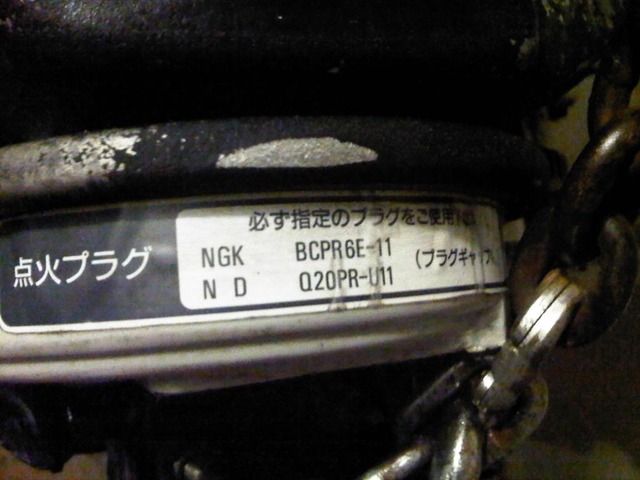 点火プラグ
必ず指定のプラグをご使用
NGK BCPR6E-11 (プラグギャップ
N D Q20PR-U11